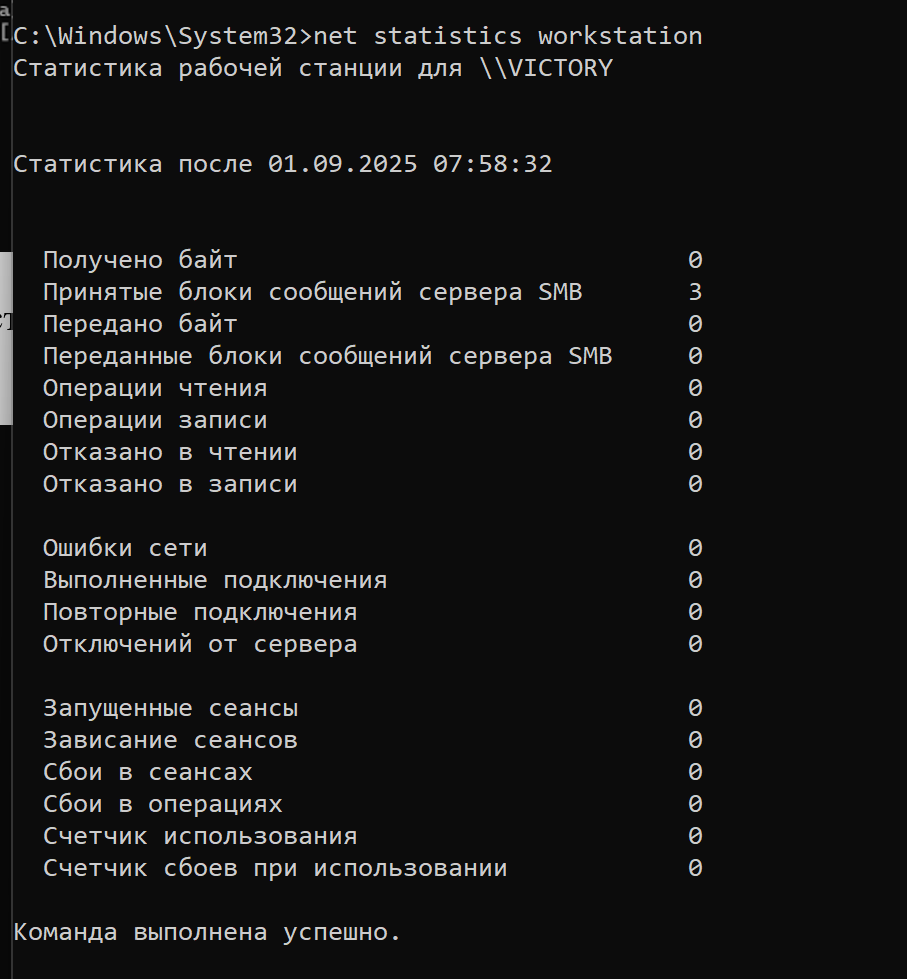 C:\Windows\System32>net statistics workstation
Статистика рабочей станции для \\VICTORY
Статистика после 01.09.2025 07:58:32
Получено байт 0
Принятые блоки сообщений сервера SMB 3
Передано байт 0
Переданные блоки сообщений сервера SMB 0
Операции чтения 0
Операции записи 0
Отказано в чтении 0
Отказано в записи 0
Ошибки сети 0
Выполненные подключения 0
Повторные подключения 0
Отключений от сервера 0
Запущенные сеансы 0
Зависание сеансов 0
Сбои в сеансах 0
Сбои в операциях 0
Счетчик использования 0
Счетчик сбоев при использовании 0
Команда выполнена успешно.